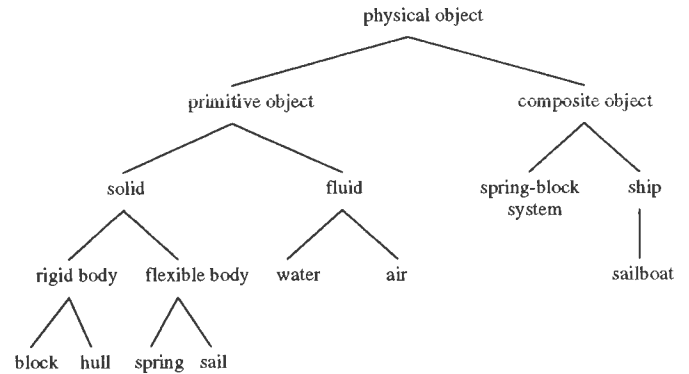 physical object
primitive object
composite object
solid
fluid
spring-block
system
ship
rigid body
flexible body
water
air
sailboat
block
hull
spring
sail